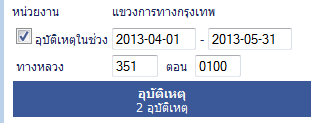 หน่วยงาน แขวงการทางกรุงเทพ
อุบัติเหตุในช่วง 2013-04-01 - 2013-05-31
ทางหลวง 351 ตอน 0100
อุบัติเหตุ
2 อุบัติเหตุ